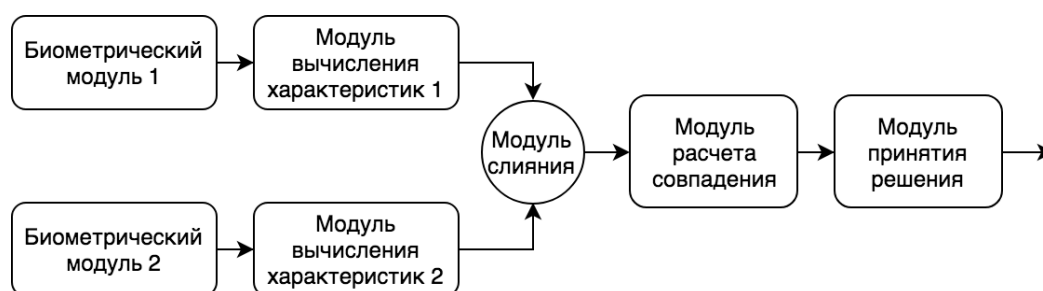 Биометрический
модуль 1
Модуль
вычисления
характеристик 1
Модуль
слияния
Модуль
расчета
совпадения
Модуль
принятия
решения
Биометрический
модуль 2
Модуль
вычисления
характеристик 2